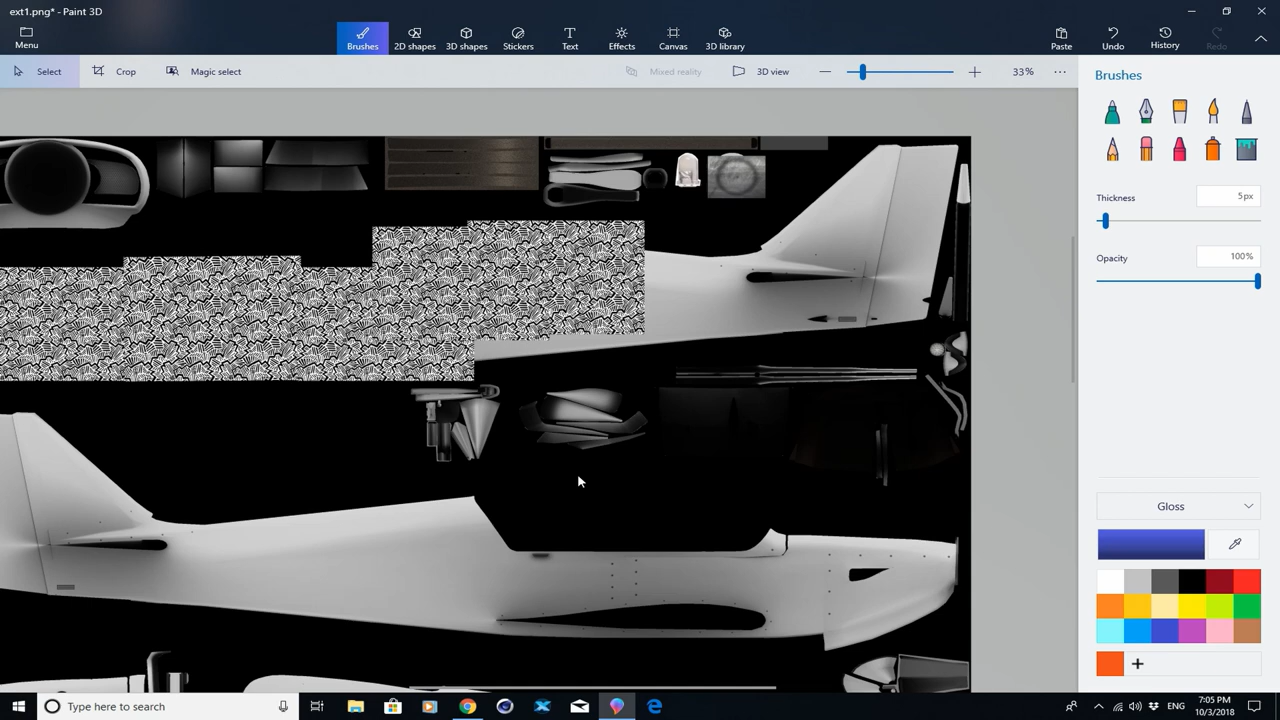 ext1.png* - Paint 3D
Menu
Brushes
2D shapes
3D shapes
Stickers
Text
Effects
Canvas
3D library
Paste
Undo
History
Redo
Select
Crop
Magic select
Mixed reality
3D view
33%
Brushes
Thickness
5px
Opacity
100%
Gloss
Type here to search
ENG
7:05 PM
10/3/2018